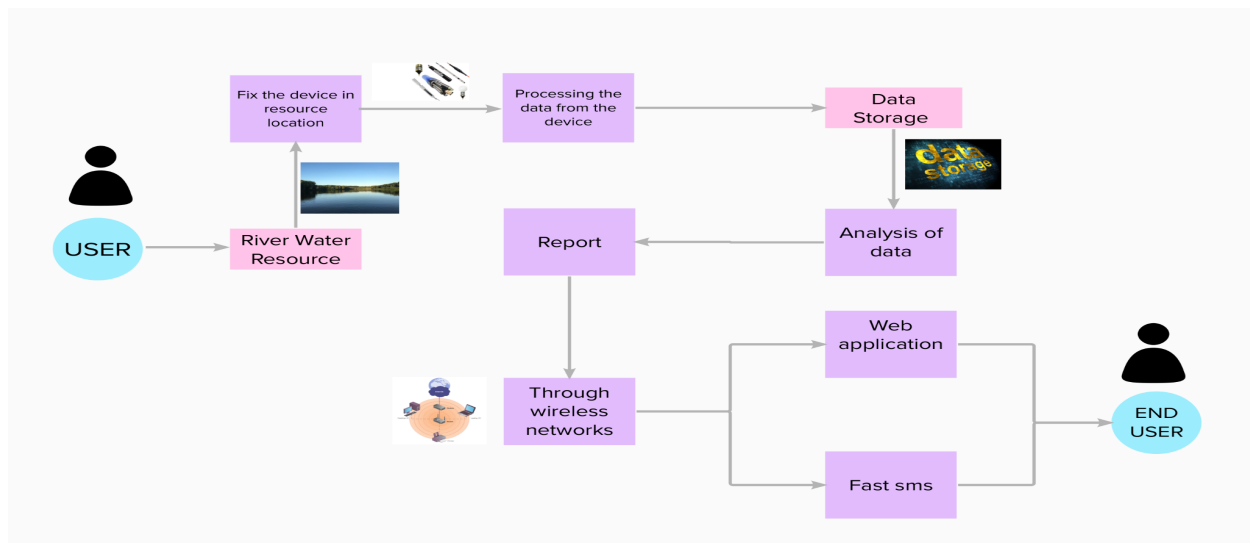 Fix the device in
resource
location
Processing the
data from the
device
Data
Storage
data
storage
USER
River Water
Resource
Report
Analysis of
data
Web
application
Through
wireless
networks
END
USER
Fast sms